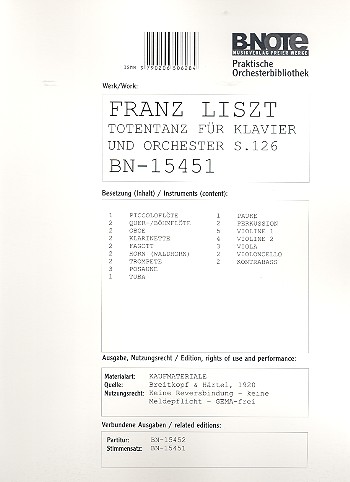 B-NOTE
MUSIKVERLAG FREIER WERKE
Praktische
Orchesterbibliothek
Werk/Work:
FRANZ LISZT
TOTENTANZ FÜR KLAVIER
UND ORCHESTER S.126
BN-15451
Besetzung (Inhalt) / Instruments (content):
1 PICCOLOFLÖTE
2 QUER-/BÖHMFLÖTE
2 OBOE
2 KLARINETTE
2 FAGOTT
2 HORN (WALDHORN)
2 TROMPETE
3 POSAUNE
1 TUBA
1 PAUKE
2 PERKUSSION
5 VIOLINE 1
4 VIOLINE 2
3 VIOLA
2 VIOLONCELLO
2 KONTRABASS
Ausgabe, Nutzungsrecht / Edition, rights of use and performance:
Materialart: KAUFMATERIALE
Quelle: Breitkopf & Härtel, 1920
Nutzungsrecht: Keine Reversbindung - keine
Meldepflicht - GEMA-frei
Verbundene Ausgaben / related editions:
Partitur: BN-15452
Stimmensatz: BN-15451